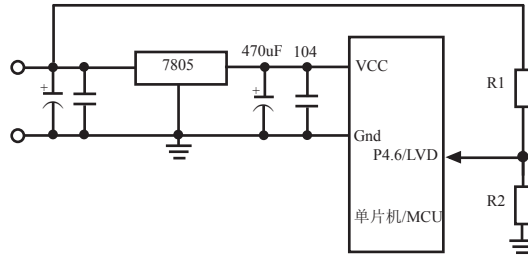 7805
470uF 104
VCC
R1
Gnd
P4.6/LVD
R2
单片机/MCU
+
+